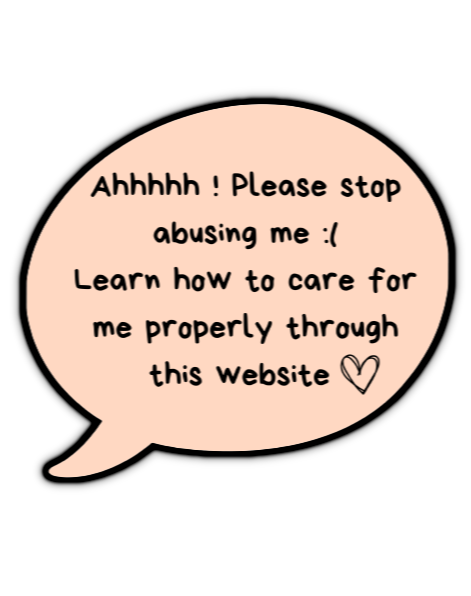 Ahhhhh ! Please stop
abusing me :(
Learn how to care for
me properly through
this website